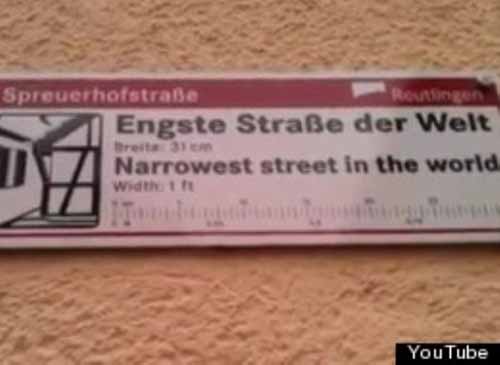 Spreuerhofstraße
Reutlingen
Engste Straße der Welt
Breite: 31 cm
Narrowest street in the world
Width: 1 ft
YouTube